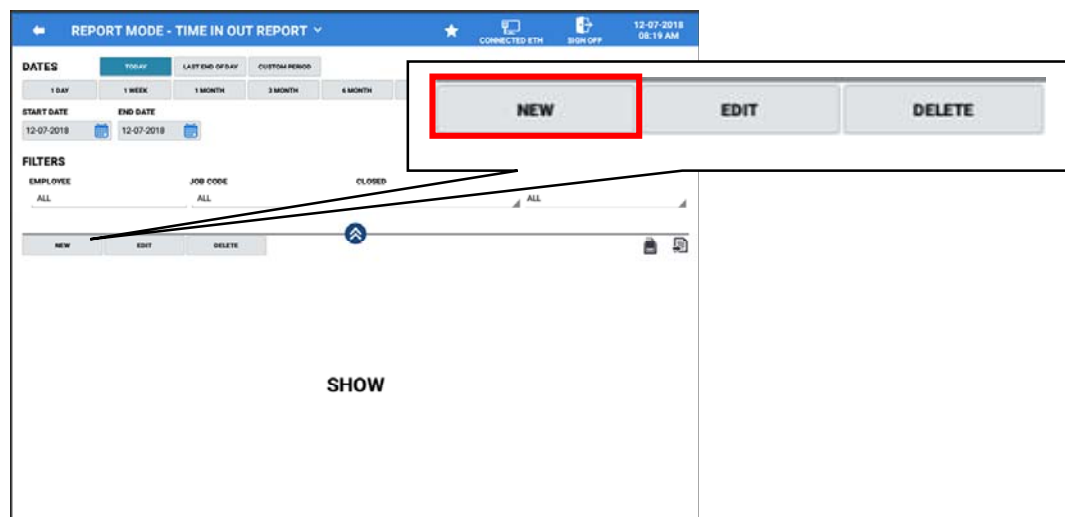 REPORT MODE - TIME IN OUT REPORT
CONNECTED ETH
SIGN OFF
12-07-2018
08:19 AM
DATES
TODAY
LAST END OF DAY
CUSTOM PERIOD
1 DAY
1 WEEK
1 MONTH
3 MONTH
6 MONTH
START DATE
END DATE
12-07-2018
12-07-2018
NEW
EDIT
DELETE
FILTERS
EMPLOYEE
JOB CODE
CLOSED
ALL
ALL
ALL
NEW
EDIT
DELETE
SHOW